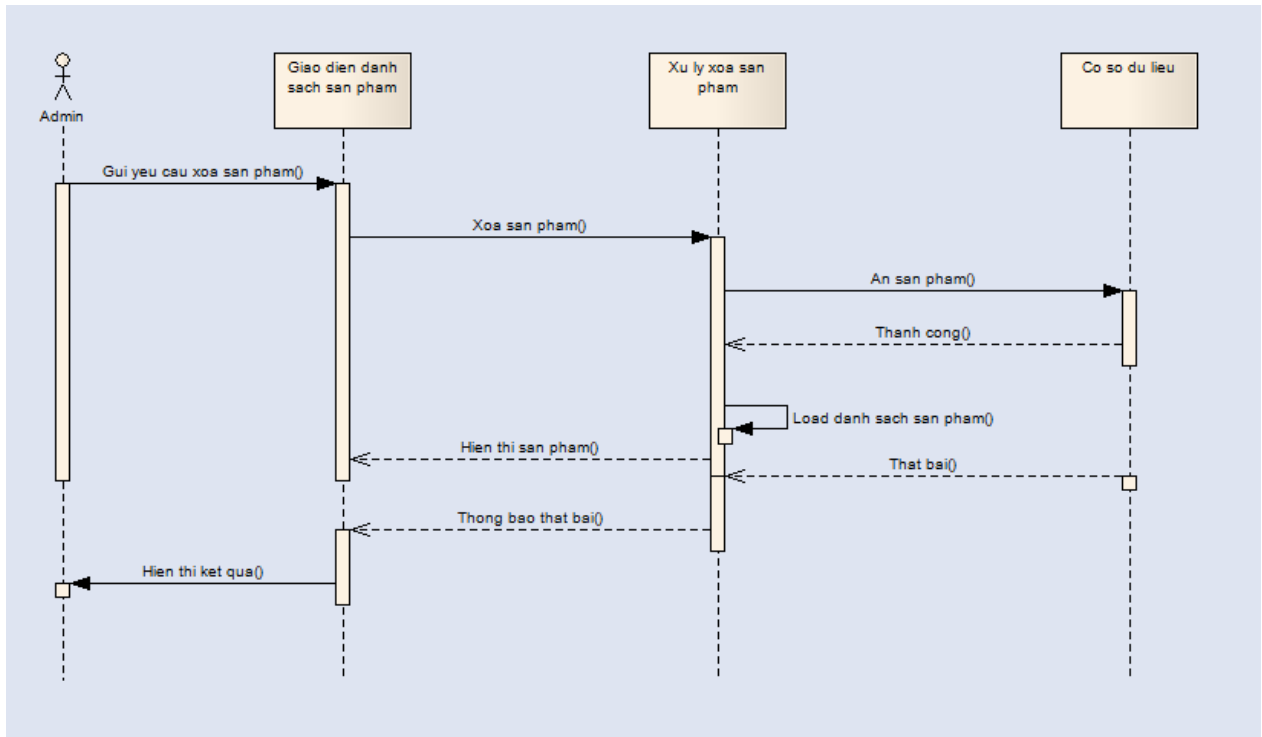 Admin
Giao dien danh
sach san pham
Xu ly xoa san
pham
Co so du lieu
Gui yeu cau xoa san pham()
Xoa san pham()
An san pham()
Thanh cong()
Load danh sach san pham()
Hien thi san pham()
That bai()
Thong bao that bai()
Hien thi ket qua()